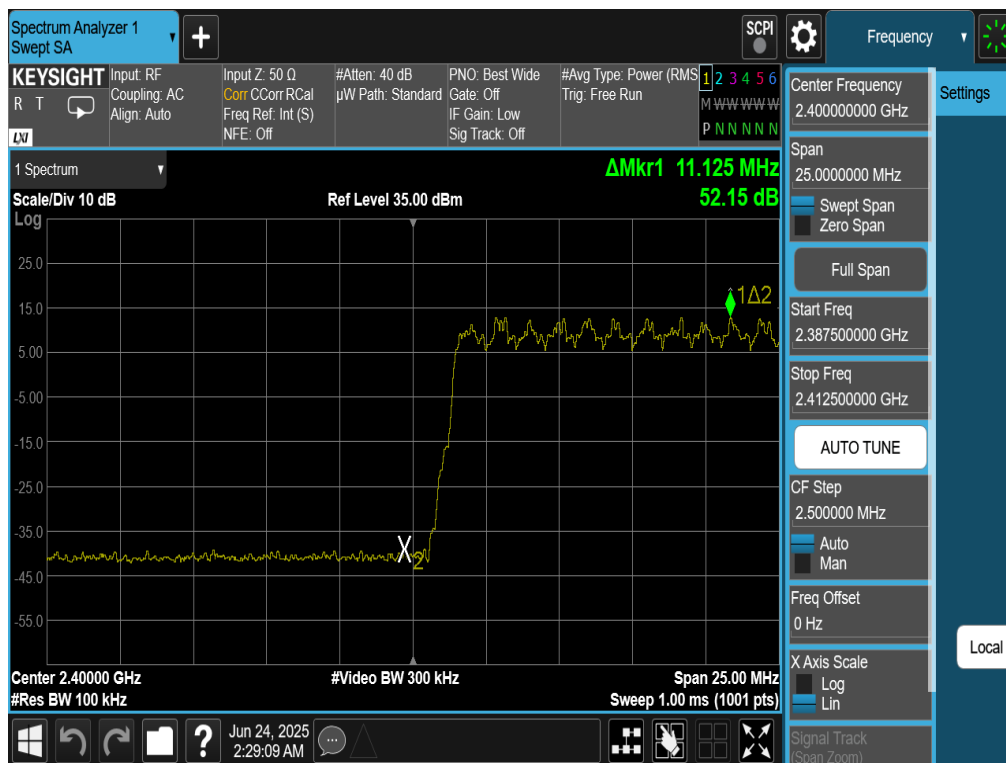 Spectrum Analyzer 1
Swept SA
+
SCPI
Frequency
KEYSIGHT
R T
LXI
Input: RF
Coupling: AC
Align: Auto
Input Z: 50 Ω
Corr CCorr RCal
Freq Ref: Int (S)
NFE: Off
#Atten: 40 dB
µW Path: Standard
PNO: Best Wide
Gate: Off
IF Gain: Low
Sig Track: Off
#Avg Type: Power (RMS
Trig: Free Run
1 2 3 4 5 6
M W W W W W
P N N N N N
Settings
Center Frequency
2.400000000 GHz
Span
25.0000000 MHz
Swept Span
Zero Span
Full Span
Start Freq
2.387500000 GHz
Stop Freq
2.412500000 GHz
AUTO TUNE
CF Step
2.500000 MHz
Auto
Man
Freq Offset
0 Hz
X Axis Scale
Log
Lin
Signal Track
(Span Zoom)
Local
1 Spectrum
ΔMkr1 11.125 MHz
52.15 dB
Scale/Div 10 dB
Ref Level 35.00 dBm
Log
25.0
15.0
5.00
-5.00
-15.0
-25.0
-35.0
-45.0
-55.0
1Δ2
X2
Center 2.40000 GHz
#Video BW 300 kHz
Span 25.00 MHz
#Res BW 100 kHz
Sweep 1.00 ms (1001 pts)
?
Jun 24, 2025
2:29:09 AM